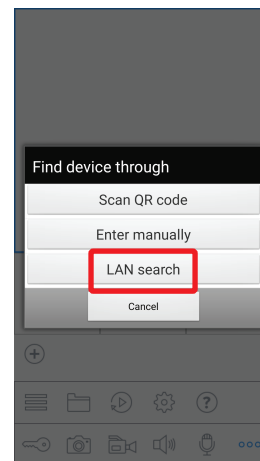 Find device through
Scan QR code
Enter manually
LAN search
Cancel
?